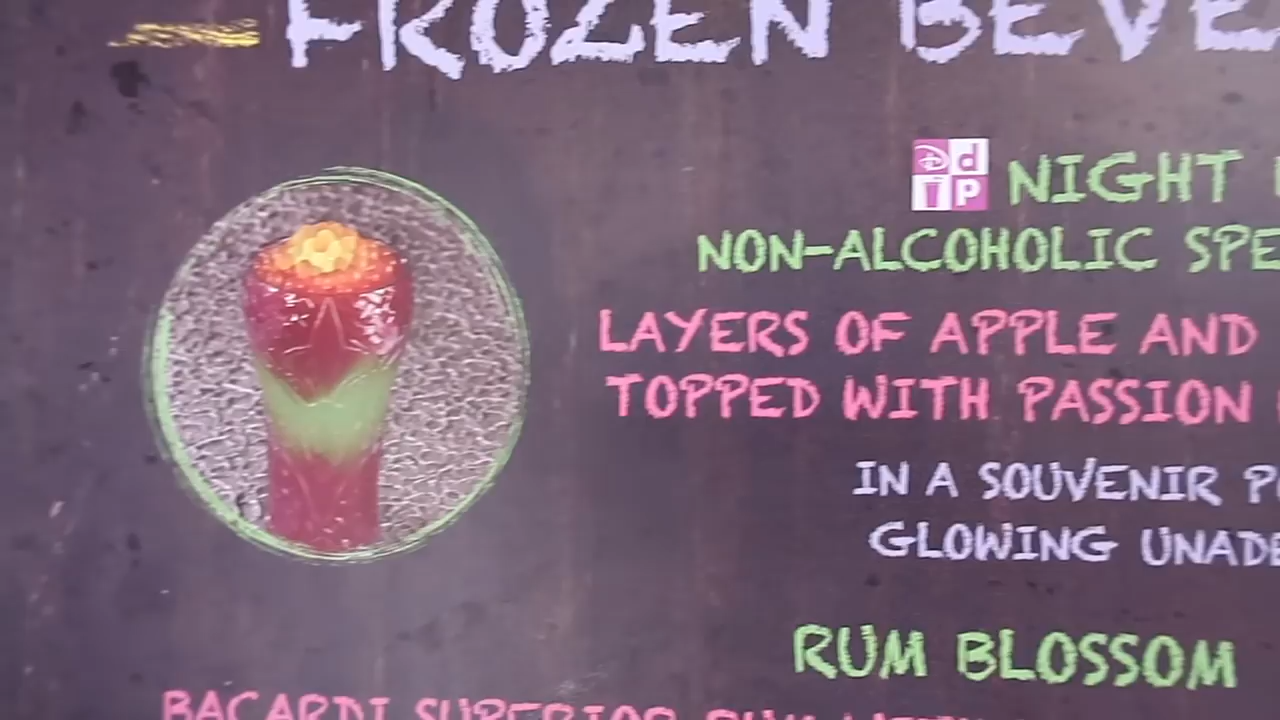 FROZEN BEVE
D d P NIGHT
NON-ALCOHOLIC SPE
LAYERS OF APPLE AND
TOPPED WITH PASSION
IN A SOUVENIR P
GLOWING UNADE
RUM BLOSSOM
BACARDI SUPERIOR RUM